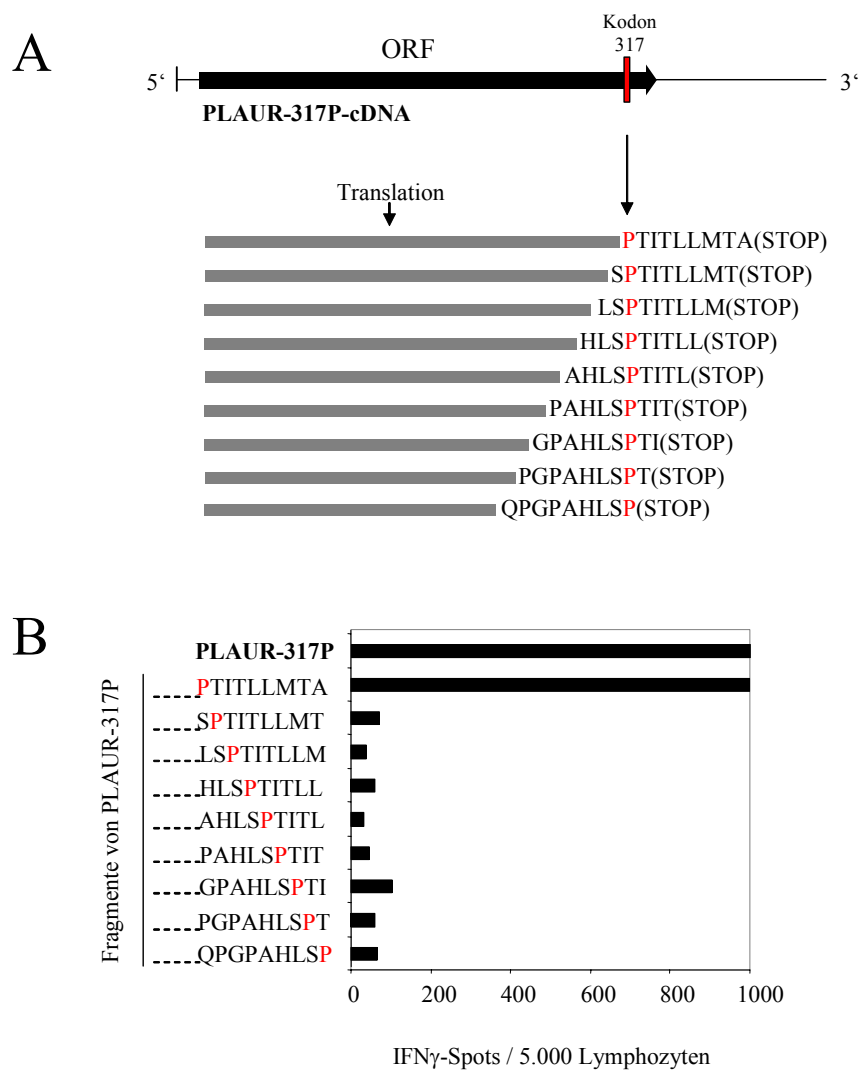 A
Kodon
317
ORF
5‘
3‘
PLAUR-317P-cDNA
Translation
PTITLLMTA(STOP)
SPTITLLMT(STOP)
LSPTITLLM(STOP)
HLSPTITLL(STOP)
AHLSPTITL(STOP)
PAHLSPTIT(STOP)
GPAHLSPTI(STOP)
PGPAHLSPT(STOP)
QPGPAHLSP(STOP)
B
Fragmente von PLAUR-317P
PLAUR-317P
PTITLLMTA
SPTITLLMT
LSPTITLLM
HLSPTITLL
AHLSPTITL
PAHLSPTIT
GPAHLSPTI
PGPAHLSPT
QPGPAHLSP
0 200 400 600 800 1000
IFNγ-Spots / 5.000 Lymphozyten